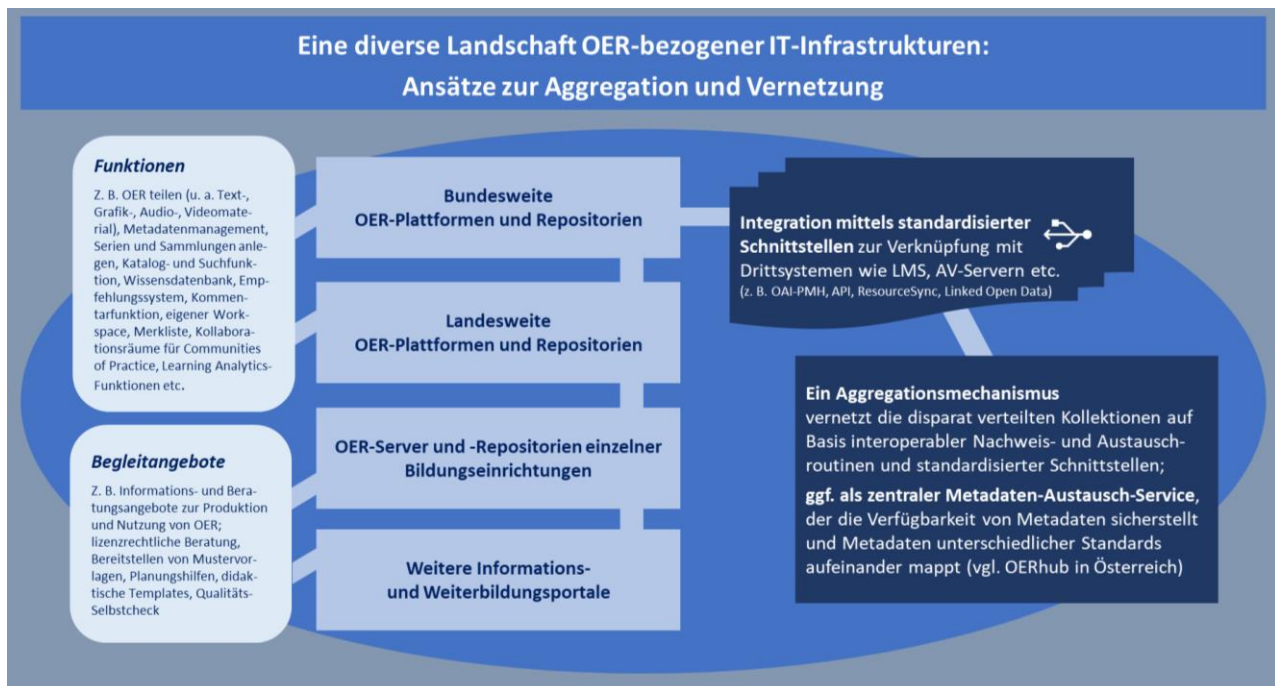 Eine diverse Landschaft OER-bezogener IT-Infrastrukturen:
Ansätze zur Aggregation und Vernetzung
Funktionen
Z. B. OER teilen (u. a. Text-,
Grafik-, Audio-, Videomate-
rial), Metadatenmanagement,
Serien und Sammlungen anle-
gen, Katalog- und Suchfunk-
tion, Wissensdatenbank, Emp-
fehlungssystem, Kommen-
tarfunktion, eigener Work-
space, Merkliste, Kollabora-
tionsräume für Communities
of Practice, Learning Analytics-
Funktionen etc.
Begleitangebote
Z. B. Informations- und Bera-
tungsangebote zur Produktion
und Nutzung von OER;
lizenzrechtliche Beratung,
Bereitstellen von Mustervor-
lagen, Planungshilfen, didak-
tische Templates, Qualitäts-
Selbstcheck
Bundesweite
OER-Plattformen und Repositorien
Landesweite
OER-Plattformen und Repositorien
OER-Server und -Repositorien einzelner
Bildungseinrichtungen
Weitere Informations-
und Weiterbildungsportale
Integration mittels standardisierter
Schnittstellen zur Verknüpfung mit
Drittsystemen wie LMS, AV-Servern etc.
(z. B. OAI-PMH, API, ResourceSync, Linked Open Data)
Ein Aggregationsmechanismus
vernetzt die disparat verteilten Kollektionen auf
Basis interoperabler Nachweis- und Austausch-
routinen und standardisierter Schnittstellen;
ggf. als zentraler Metadaten-Austausch-Service,
der die Verfügbarkeit von Metadaten sicherstellt
und Metadaten unterschiedlicher Standards
aufeinander mappt (vgl. OERhub in Österreich)